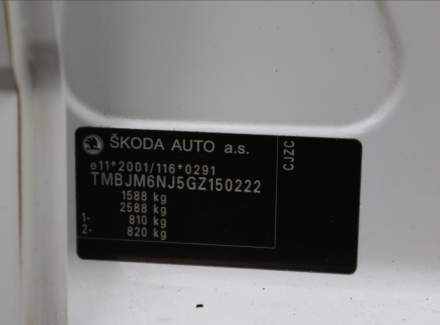 ŠKODA AUTO a.s.
e11*2001/116*0291
TMBJM6NJ5GZ150222
1588 kg
2588 kg
1- 810 kg
2- 820 kg
CJZC